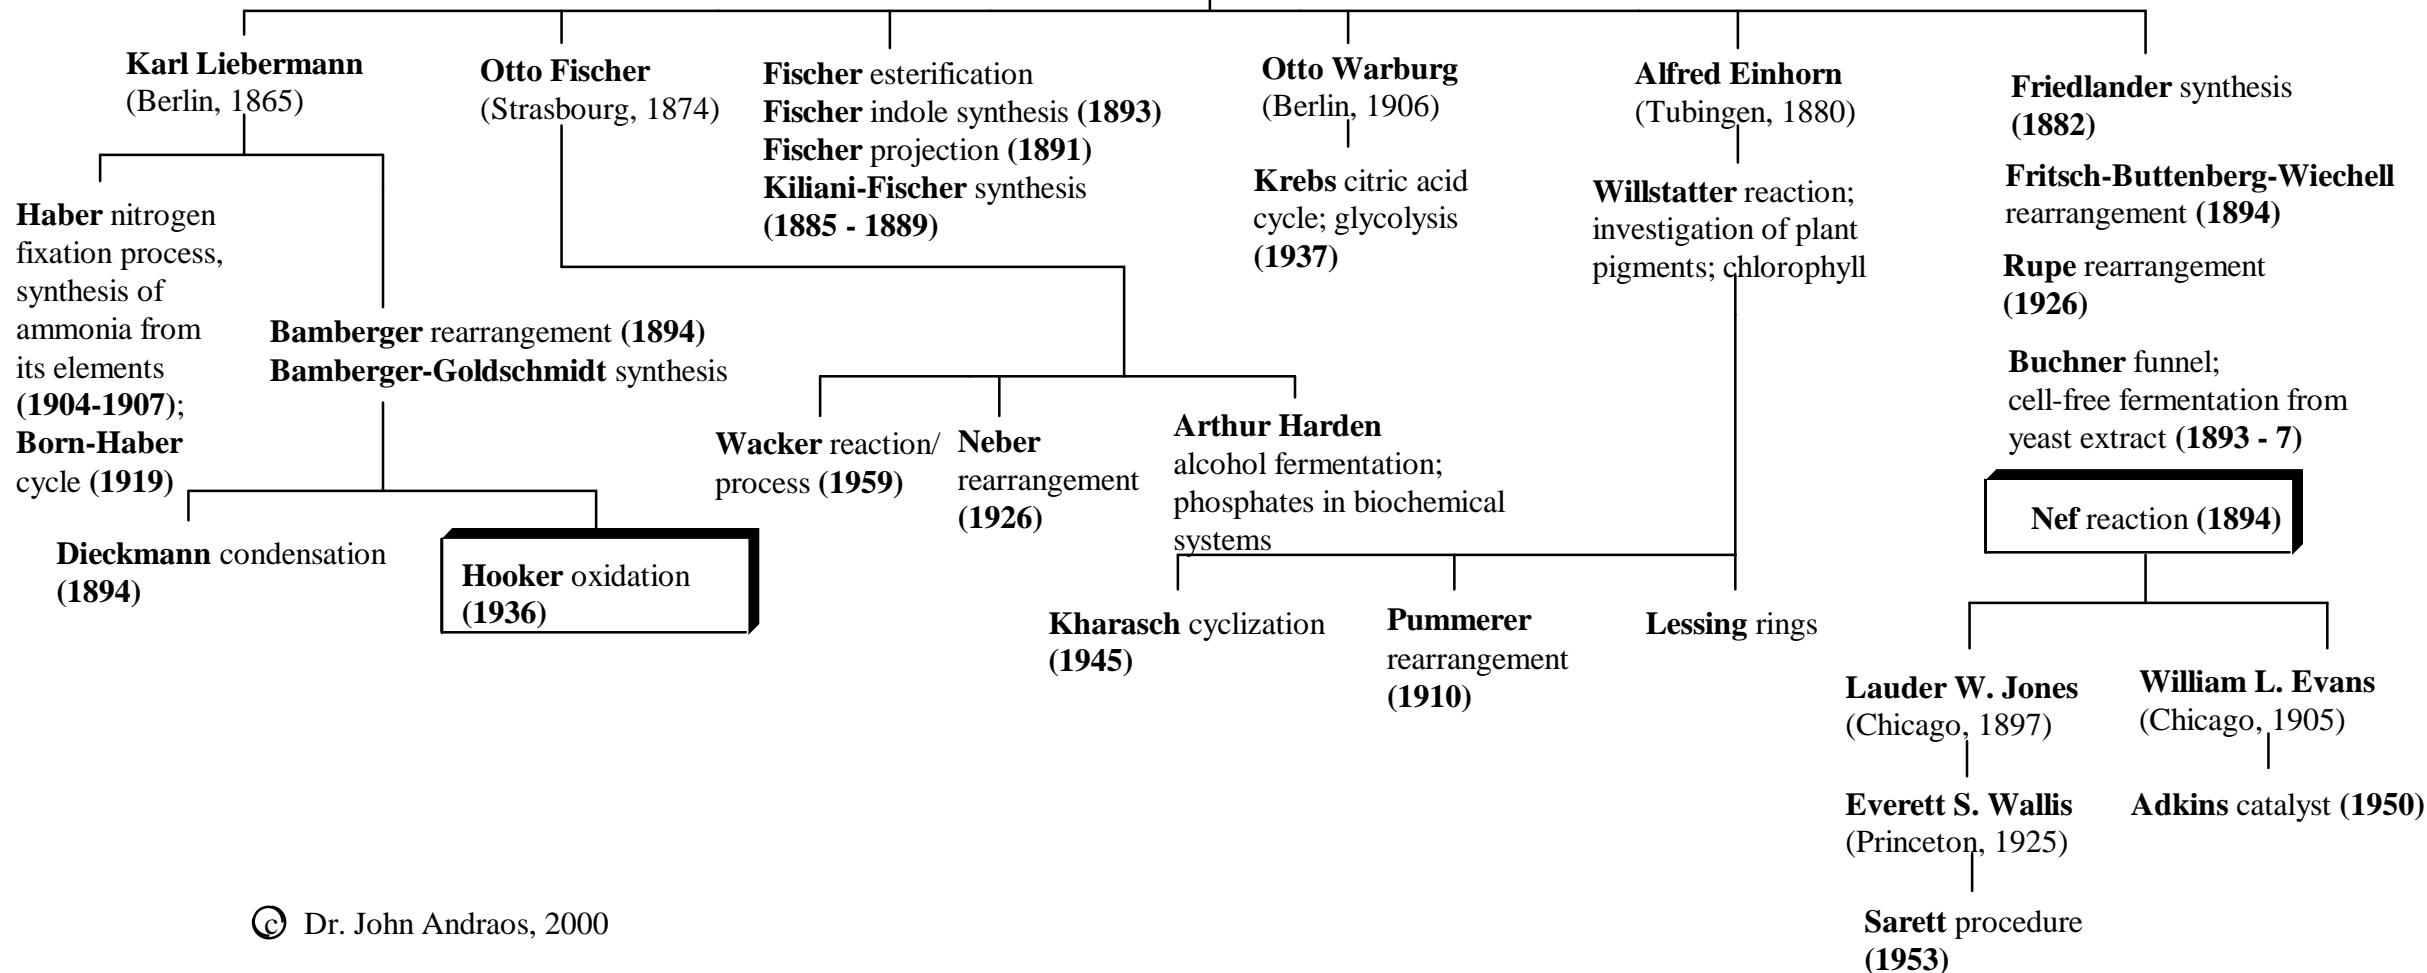 Karl Liebermann
(Berlin, 1865)
Otto Fischer
(Strasbourg, 1874)
Fischer esterification
Fischer indole synthesis (1893)
Fischer projection (1891)
Kiliani-Fischer synthesis
(1885 - 1889)
Otto Warburg
(Berlin, 1906)
Alfred Einhorn
(Tubingen, 1880)
Friedlander synthesis
(1882)
Fritsch-Buttenberg-Wiechell
rearrangement (1894)
Rupe rearrangement
(1926)
Buchner funnel;
cell-free fermentation from
yeast extract (1893 - 7)
Krebs citric acid
cycle; glycolysis
(1937)
Willstatter reaction;
investigation of plant
pigments; chlorophyll
Haber nitrogen
fixation process,
synthesis of
ammonia from
its elements
(1904-1907);
Born-Haber
cycle (1919)
Bamberger rearrangement (1894)
Bamberger-Goldschmidt synthesis
Wacker reaction/
process (1959)
Neber
rearrangement
(1926)
Arthur Harden
alcohol fermentation;
phosphates in biochemical
systems
Nef reaction (1894)
Dieckmann condensation
(1894)
Hooker oxidation
(1936)
Kharasch cyclization
(1945)
Pummerer
rearrangement
(1910)
Lessing rings
Lauder W. Jones
(Chicago, 1897)
William L. Evans
(Chicago, 1905)
Everett S. Wallis
(Princeton, 1925)
Adkins catalyst (1950)
Sarett procedure
(1953)
© Dr. John Andraos, 2000